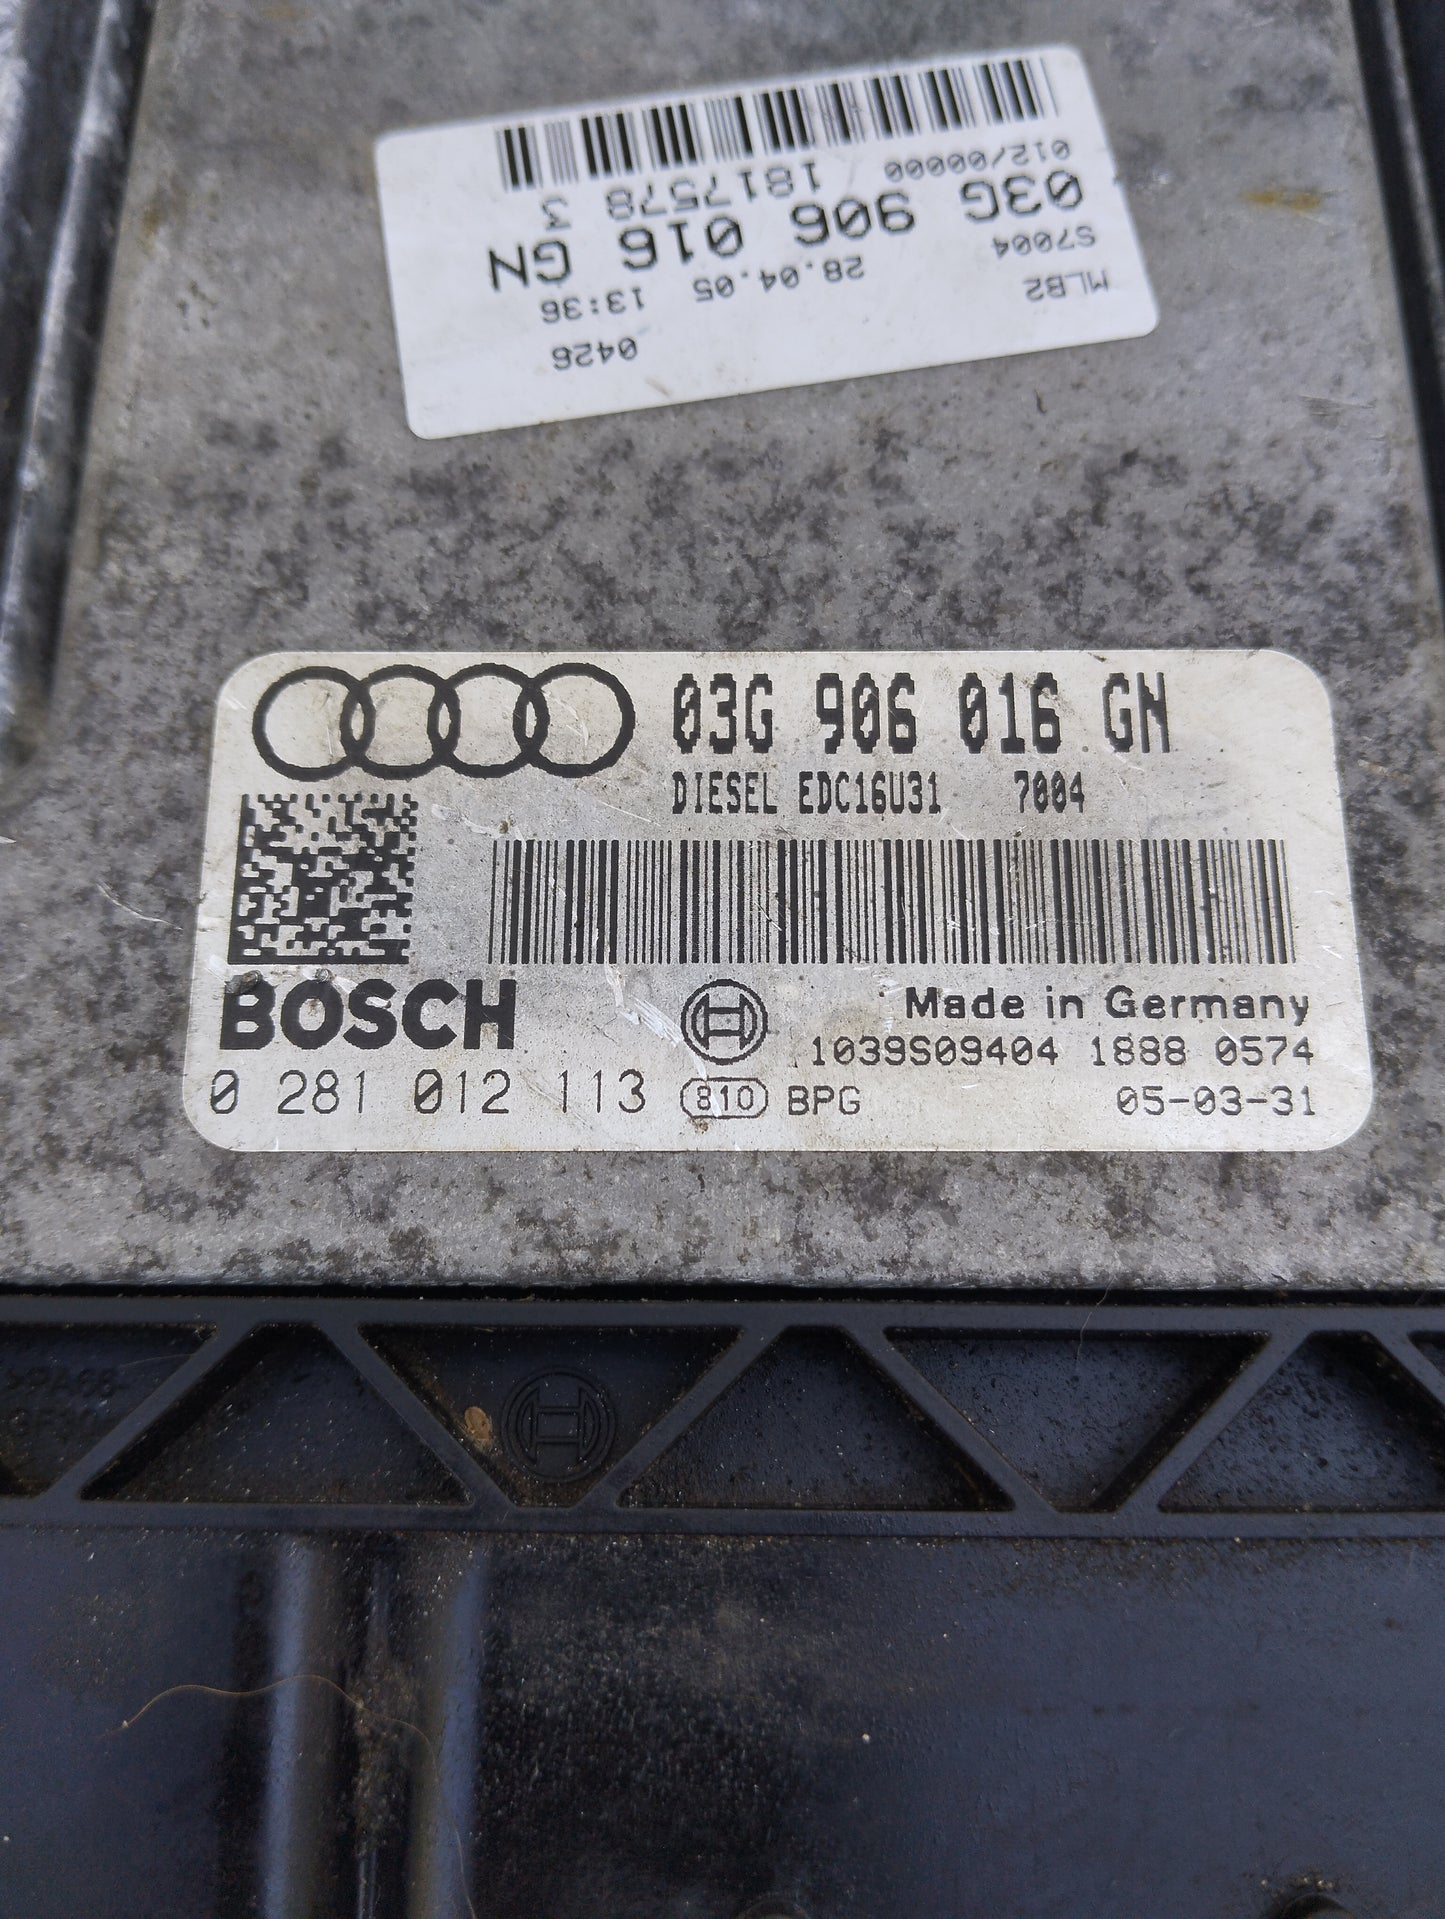 012/000000 1817578 3
03G 906 016 GN
S7004 28.04.05 13:36
MLB2 0426
03G 906 016 GN
DIESEL EDC16U31 7004
BOSCH
Made in Germany
1039S09404 1888 0574
0 281 012 113 810 BPG 05-03-31